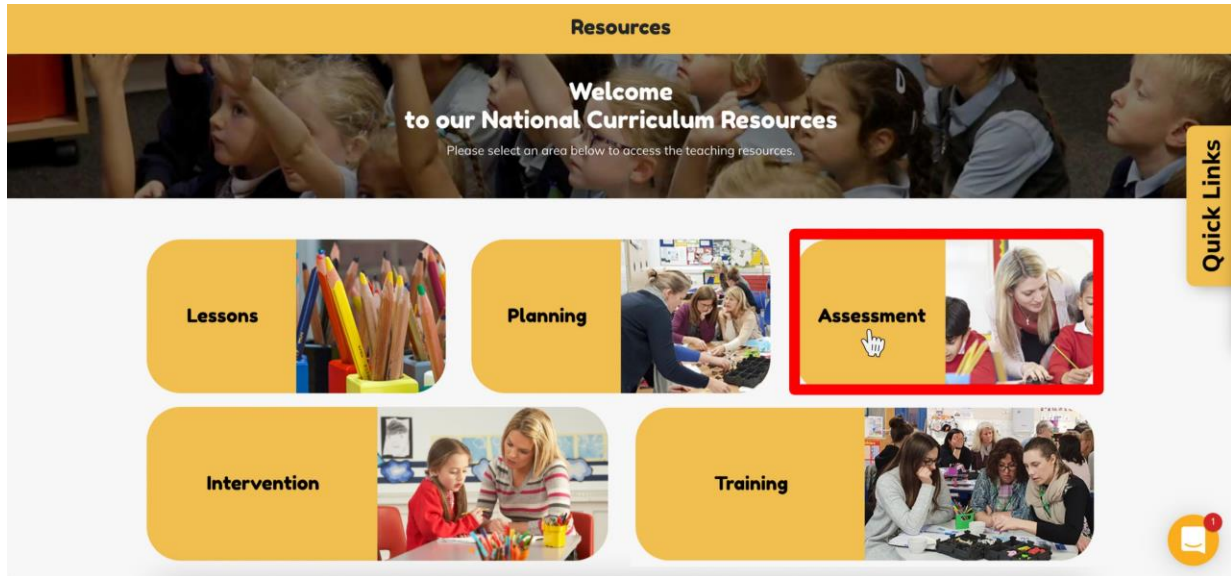 Resources
Welcome
to our National Curriculum Resources
Please select an area below to access the teaching resources.
Quick Links
Lessons
Planning
Assessment
Intervention
Training
1